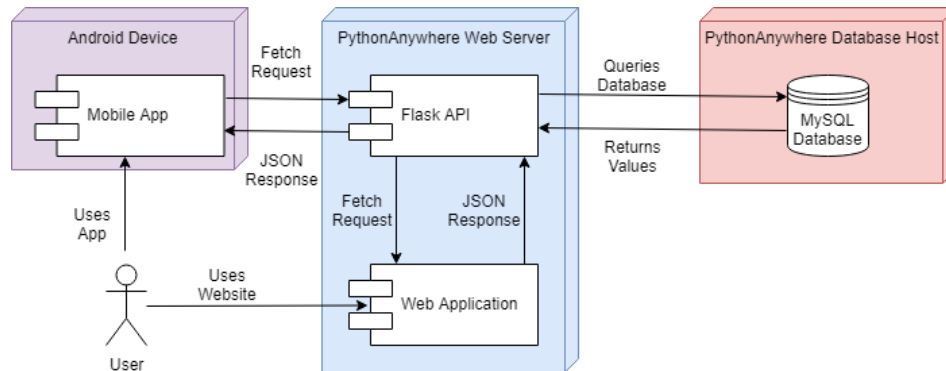 Android Device
PythonAnywhere Web Server
PythonAnywhere Database Host
Fetch
Request
Queries
Database
Mobile App
Flask API
MySQL
Database
JSON
Response
Returns
Values
Fetch
Request
JSON
Response
Uses
App
Uses
Website
Web Application
User